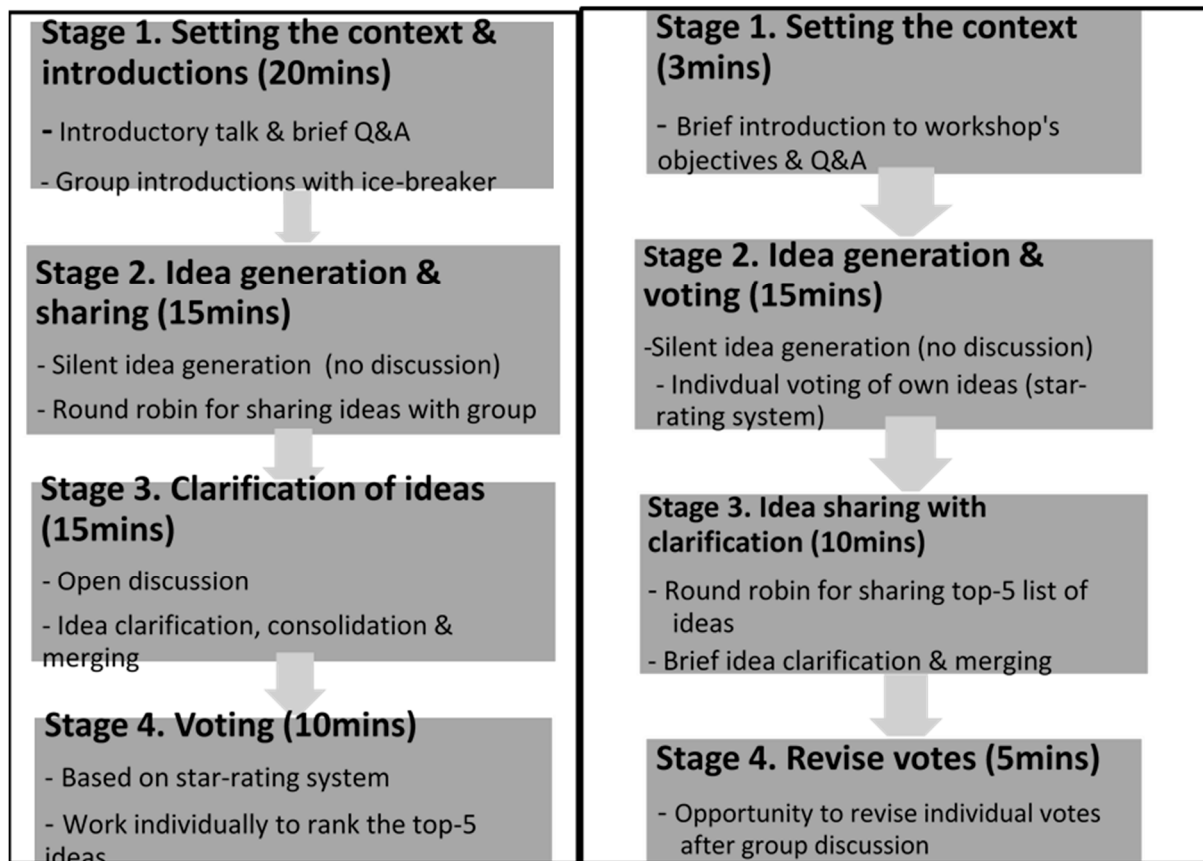 Stage 1. Setting the context &
introductions (20mins)
- Introductory talk & brief Q&A
- Group introductions with ice-breaker
Stage 2. Idea generation &
sharing (15mins)
- Silent idea generation (no discussion)
- Round robin for sharing ideas with group
Stage 3. Clarification of ideas
(15mins)
- Open discussion
- Idea clarification, consolidation &
merging
Stage 4. Voting (10mins)
- Based on star-rating system
- Work individually to rank the top-5
ideas
Stage 1. Setting the context
(3mins)
- Brief introduction to workshop's
objectives & Q&A
Stage 2. Idea generation &
voting (15mins)
-Silent idea generation (no discussion)
- Indivdual voting of own ideas (star-
rating system)
Stage 3. Idea sharing with
clarification (10mins)
- Round robin for sharing top-5 list of
ideas
- Brief idea clarification & merging
Stage 4. Revise votes (5mins)
- Opportunity to revise individual votes
after group discussion